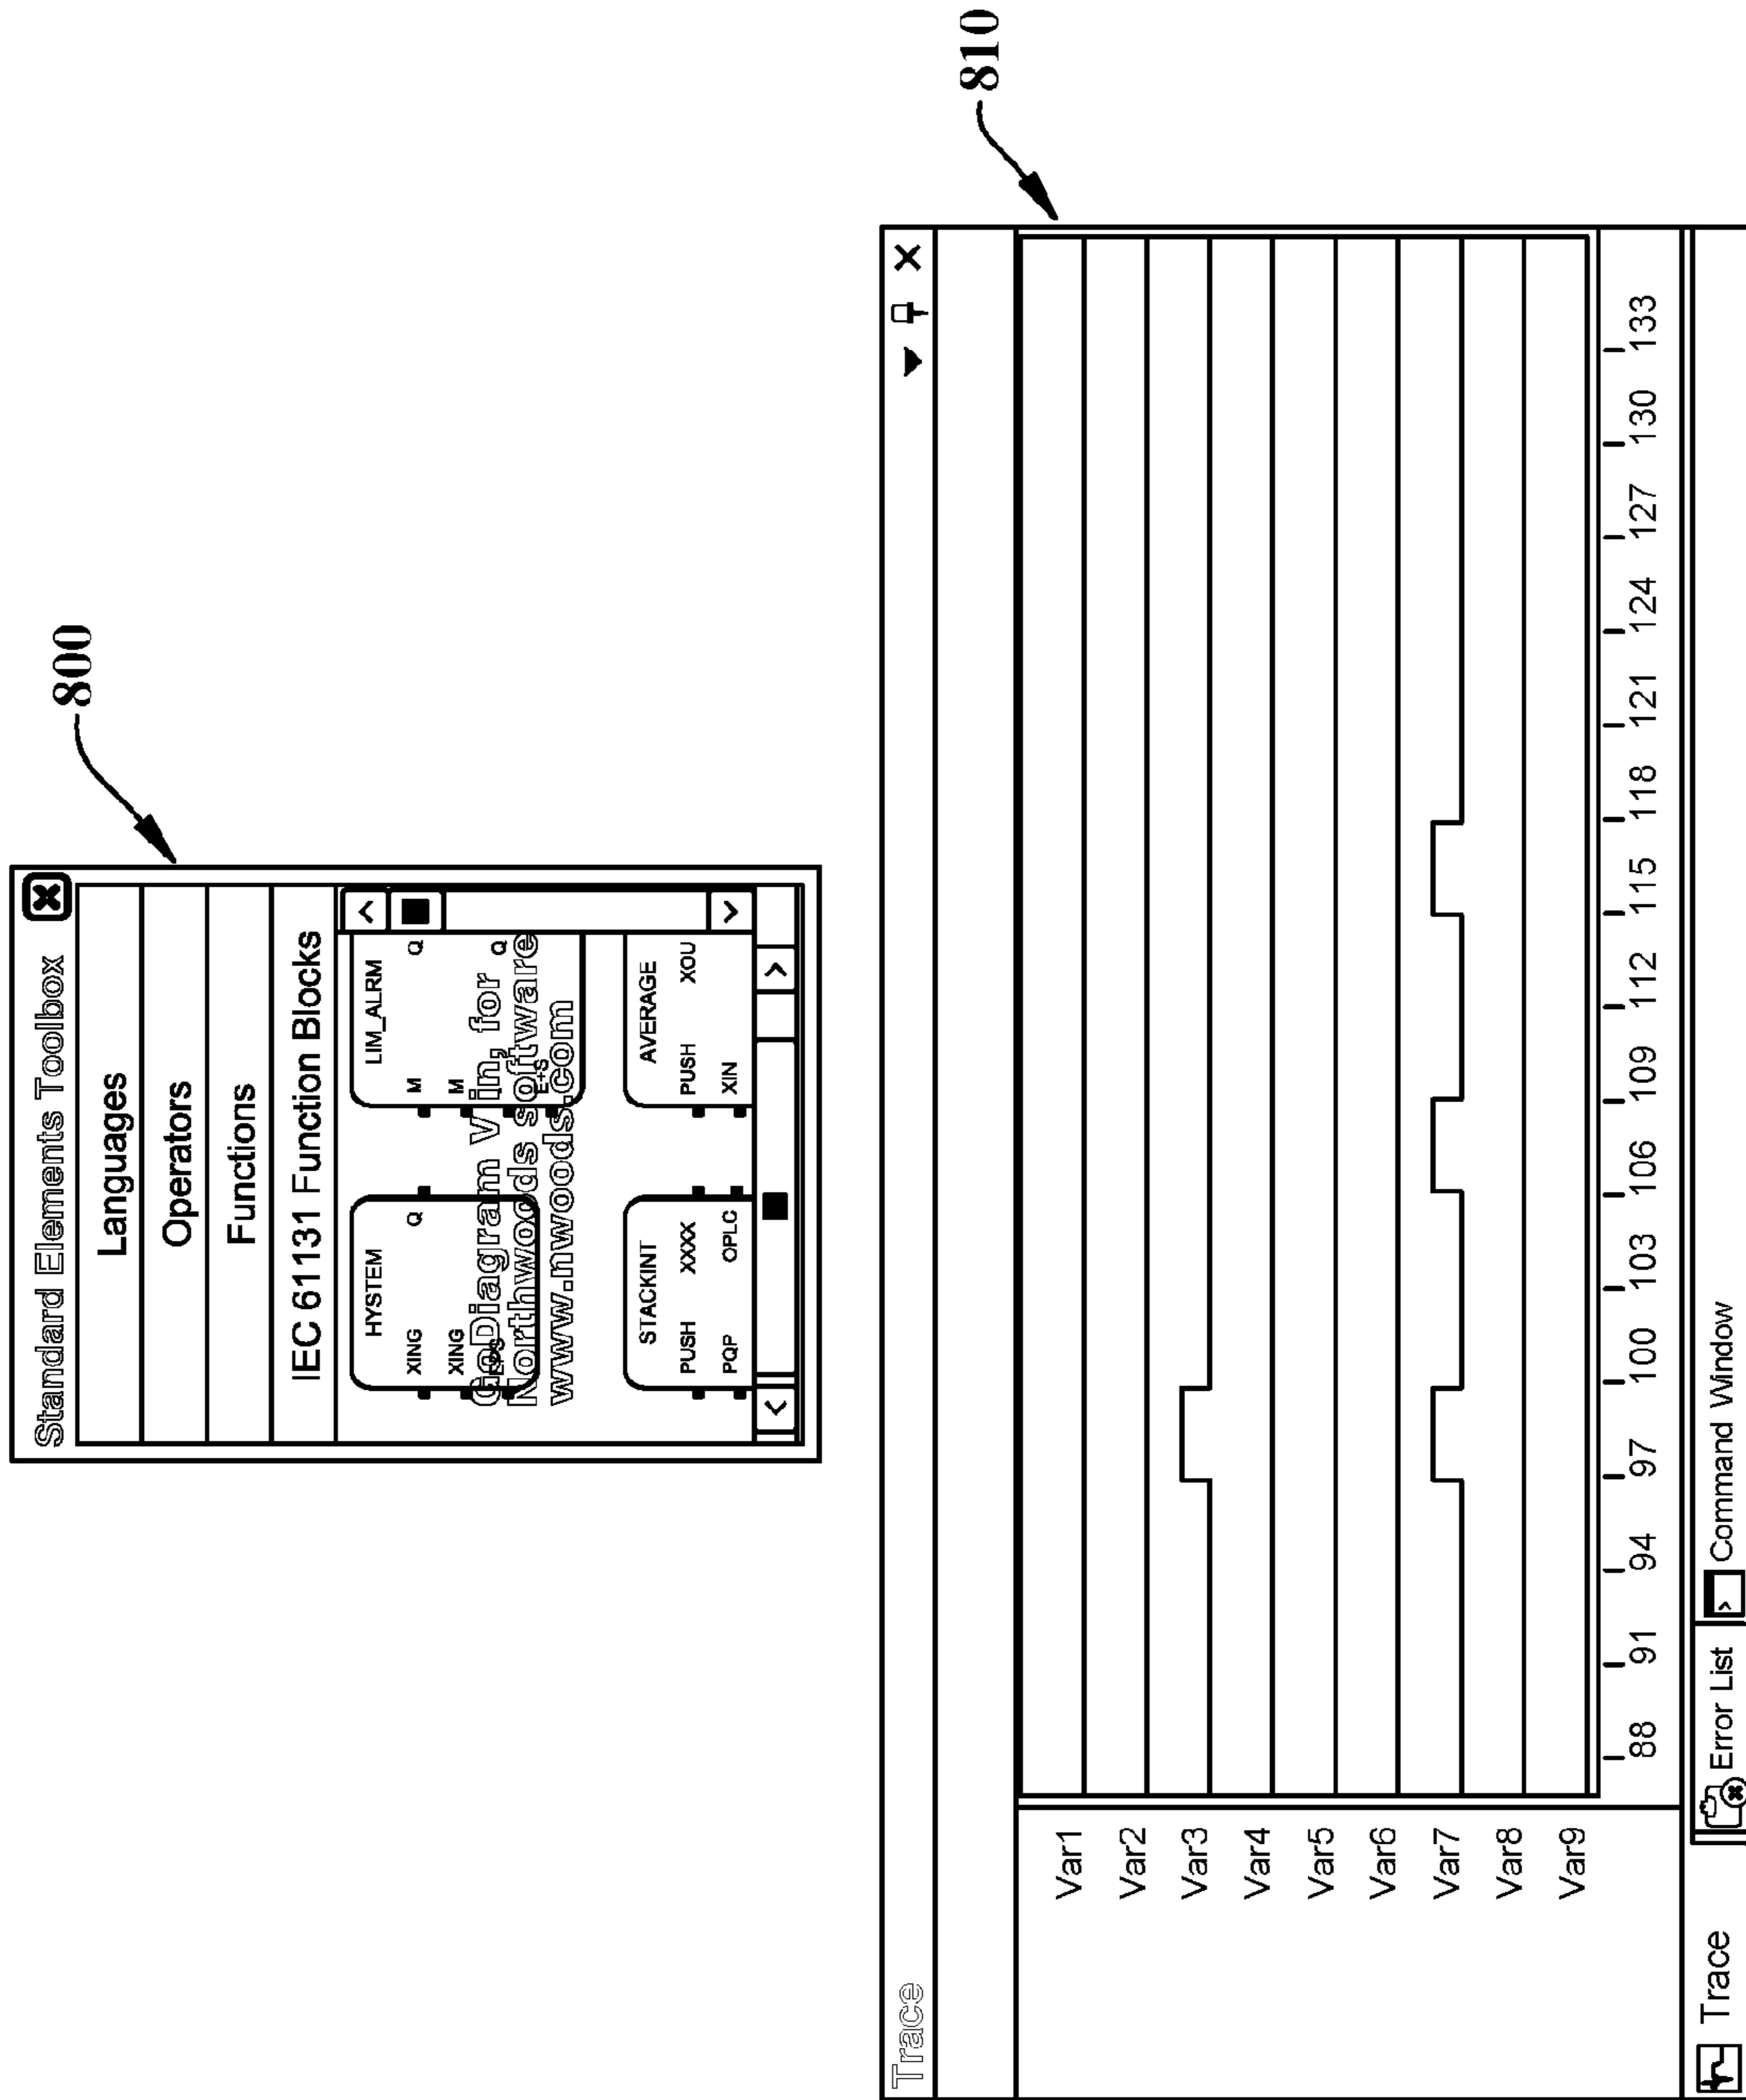 800
Standard Elements Toolbox
Languages
Operators
Functions
IEC 61131 Function Blocks
HYSTEM
XING Q
XING
LIM_ALRM
M Q
M
Q
E+S
GoDiagram Win, for
Northwoods software
www.nwoods.com
STACKINT
PUSH XXXX
PQP OPLC
AVERAGE
PUSH XOU
XIN
810
Trace
Var1
Var2
Var3
Var4
Var5
Var6
Var7
Var8
Var9
88 91 94 97 100 103 106 109 112 115 118 121 124 127 130 133
Trace Error List Command Window